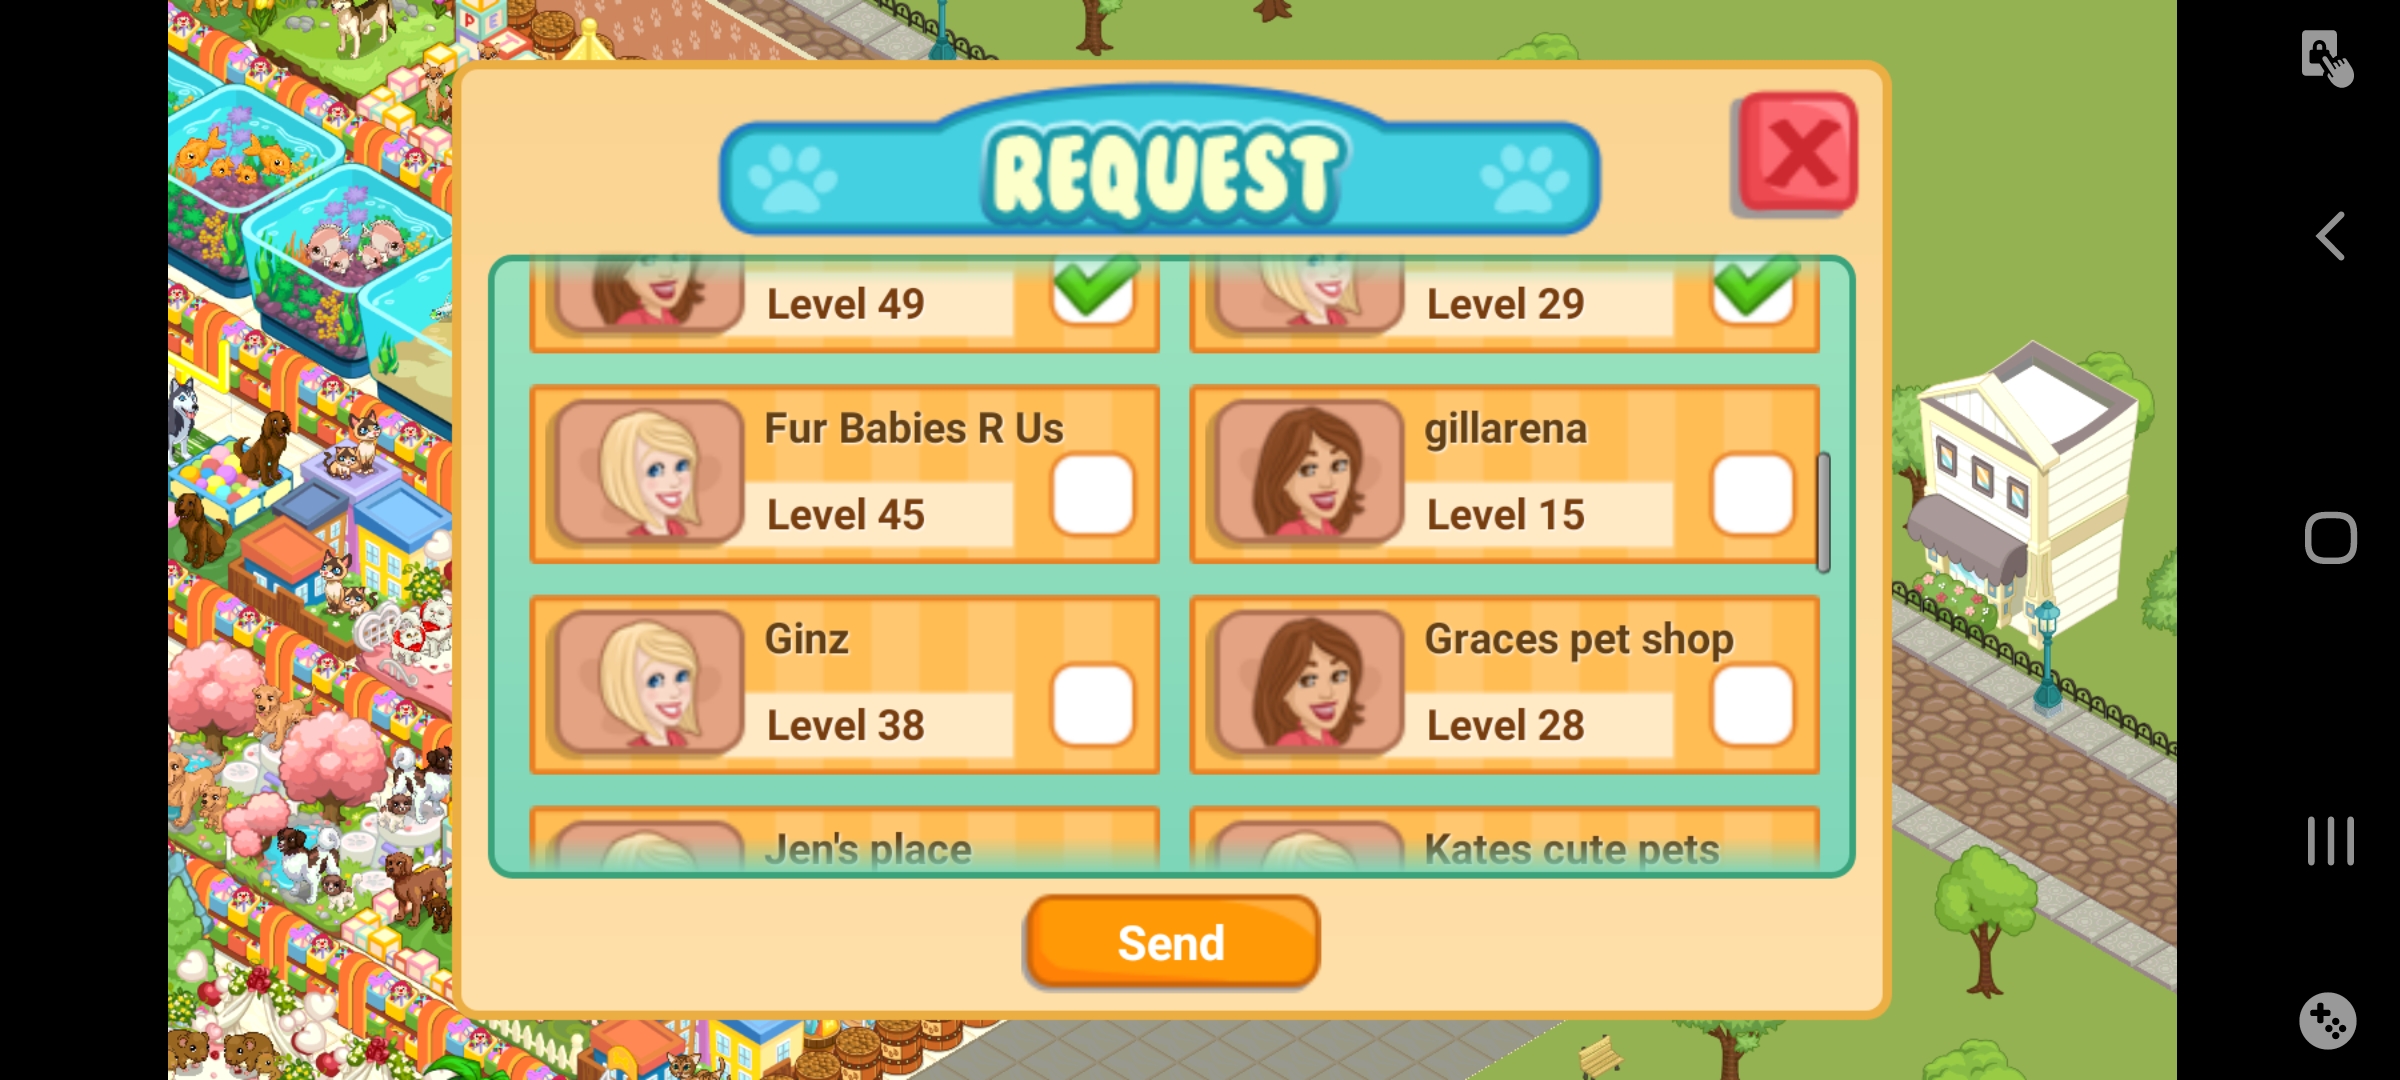 REQUEST
Level 49
Level 29
Fur Babies R Us
Level 45
gillarena
Level 15
Ginz
Level 38
Graces pet shop
Level 28
Jen's place
Kates cute pets
Send